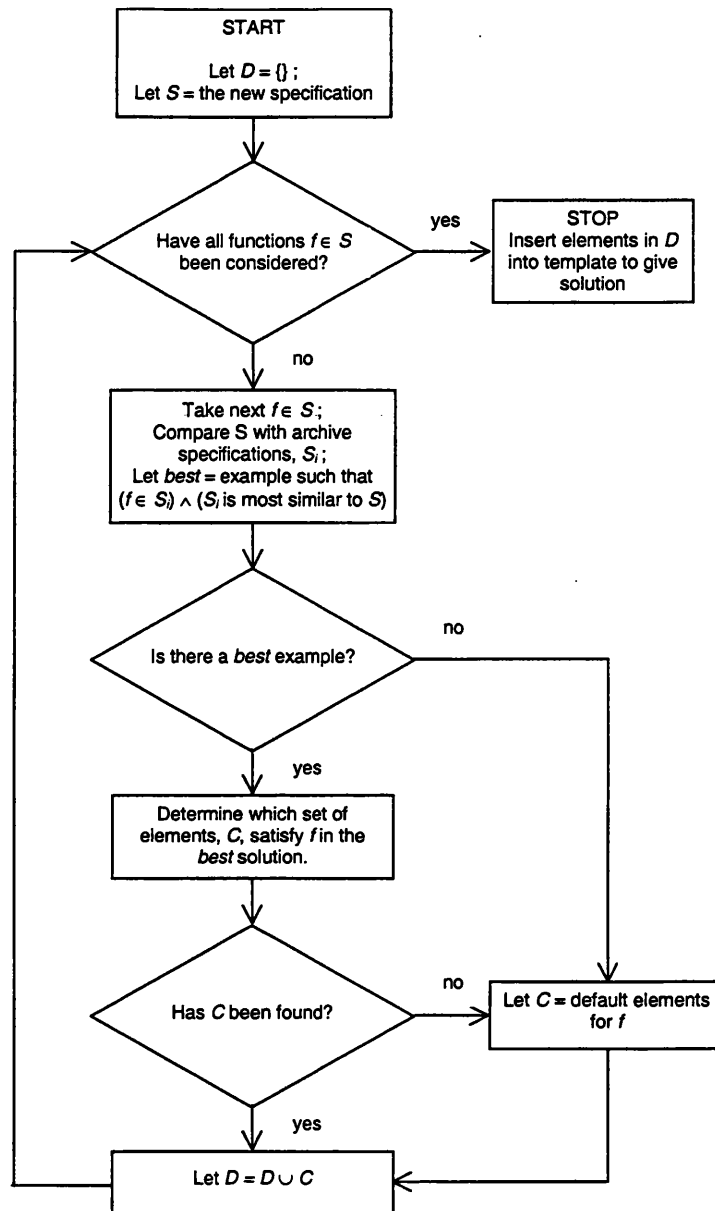 START
Let D = {} ;
Let S = the new specification
Have all functions f ∈ S
been considered?
yes
STOP
Insert elements in D
into template to give
solution
no
Take next f ∈ S ;
Compare S with archive
specifications, Si ;
Let best = example such that
(f ∈ Si) ∧ (Si is most similar to S)
Is there a best example?
no
yes
Determine which set of
elements, C, satisfy f in the
best solution.
Has C been found?
no
Let C = default elements
for f
yes
Let D = D ∪ C